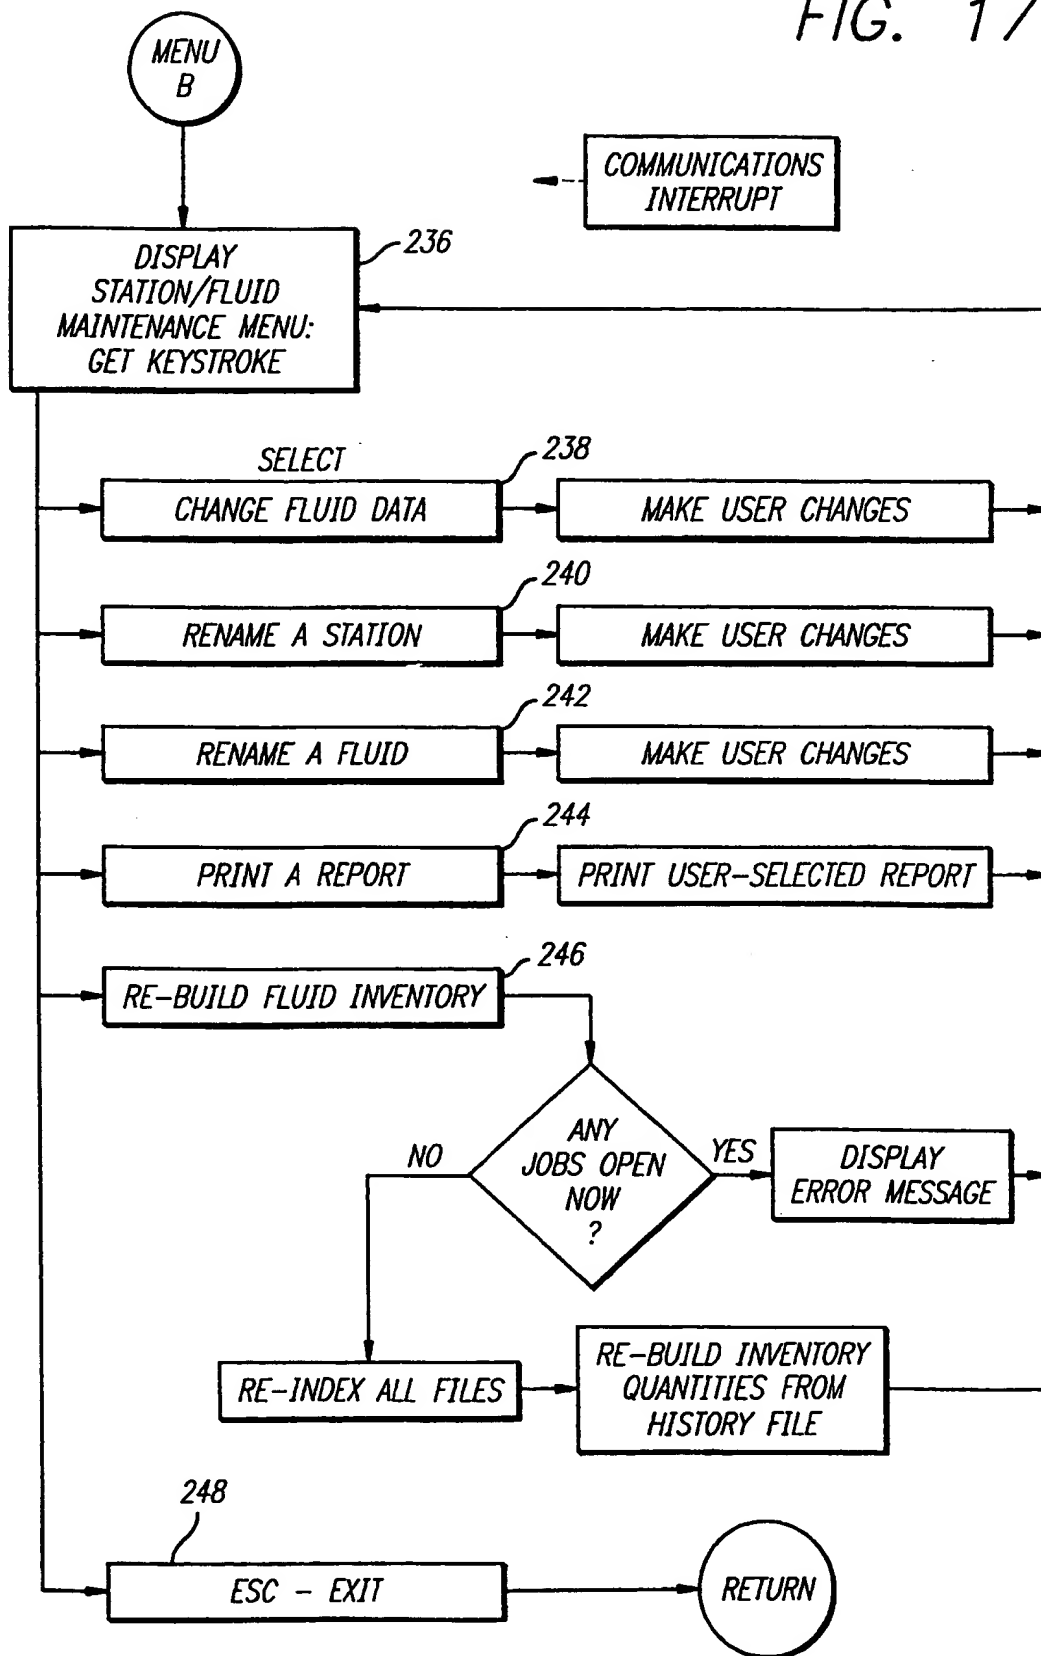 FIG. 17
MENU
B
COMMUNICATIONS
INTERRUPT
236
DISPLAY
STATION/FLUID
MAINTENANCE MENU:
GET KEYSTROKE
SELECT
238
CHANGE FLUID DATA
MAKE USER CHANGES
240
RENAME A STATION
MAKE USER CHANGES
242
RENAME A FLUID
MAKE USER CHANGES
244
PRINT A REPORT
PRINT USER-SELECTED REPORT
246
RE-BUILD FLUID INVENTORY
ANY
JOBS OPEN
NOW
?
NO
YES
DISPLAY
ERROR MESSAGE
RE-INDEX ALL FILES
RE-BUILD INVENTORY
QUANTITIES FROM
HISTORY FILE
248
ESC - EXIT
RETURN